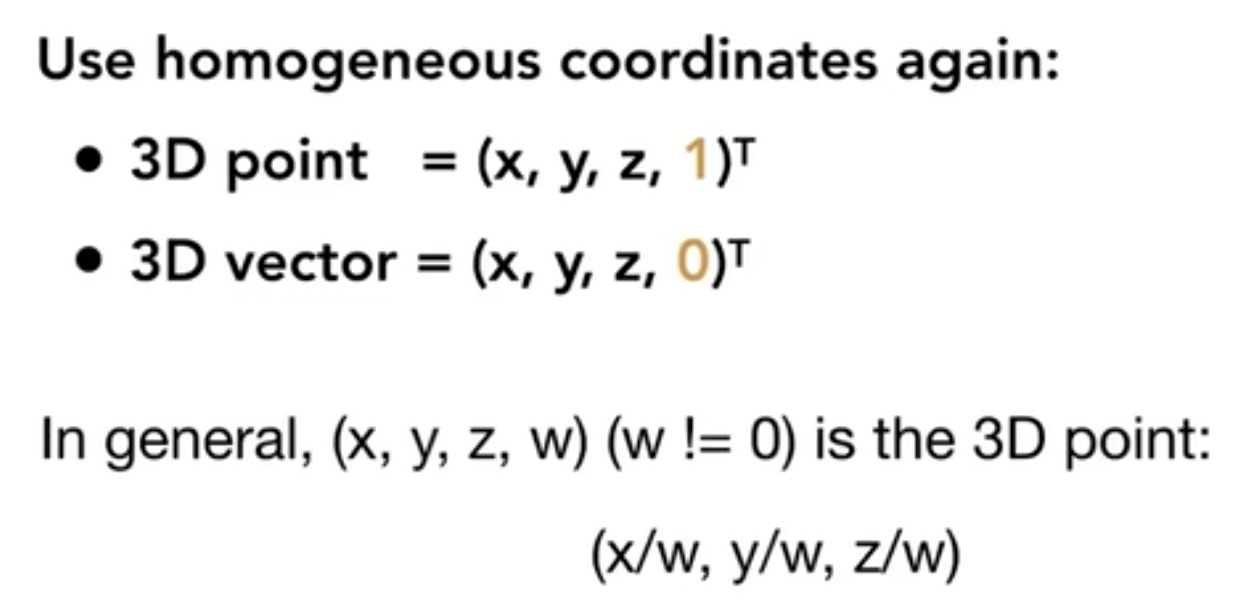 Use homogeneous coordinates again:
• 3D point = (x, y, z, 1)ᵀ
• 3D vector = (x, y, z, 0)ᵀ
In general, (x, y, z, w) (w != 0) is the 3D point:
(x/w, y/w, z/w)